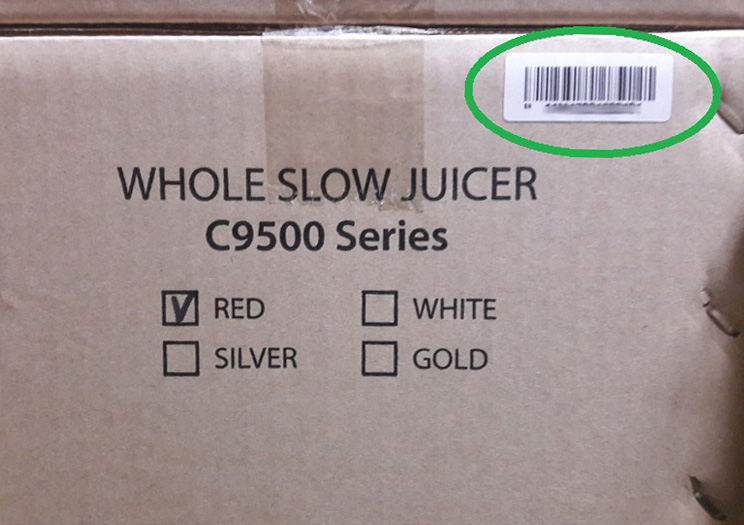 WHOLE SLOW JUICER
C9500 Series
RED WHITE
SILVER GOLD